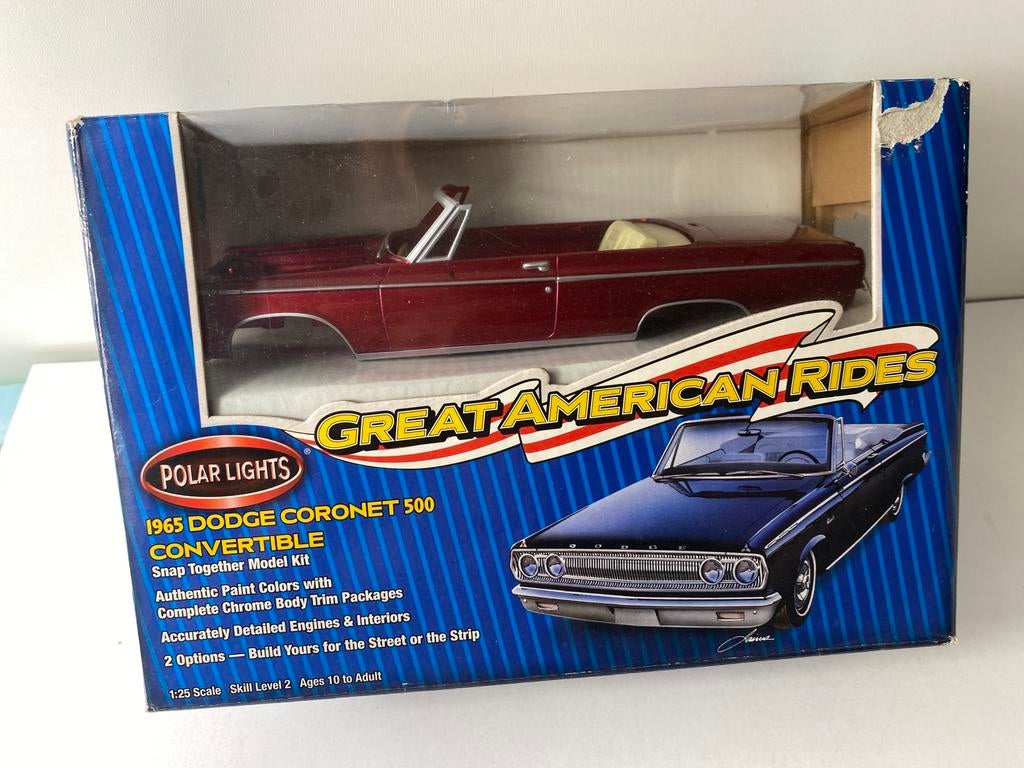 GREAT AMERICAN RIDES
POLAR LIGHTS®
1965 DODGE CORONET 500
CONVERTIBLE
Snap Together Model Kit
Authentic Paint Colors with
Complete Chrome Body Trim Packages
Accurately Detailed Engines & Interiors
2 Options — Build Yours for the Street or the Strip
1:25 Scale Skill Level 2 Ages 10 to Adult
DODGE